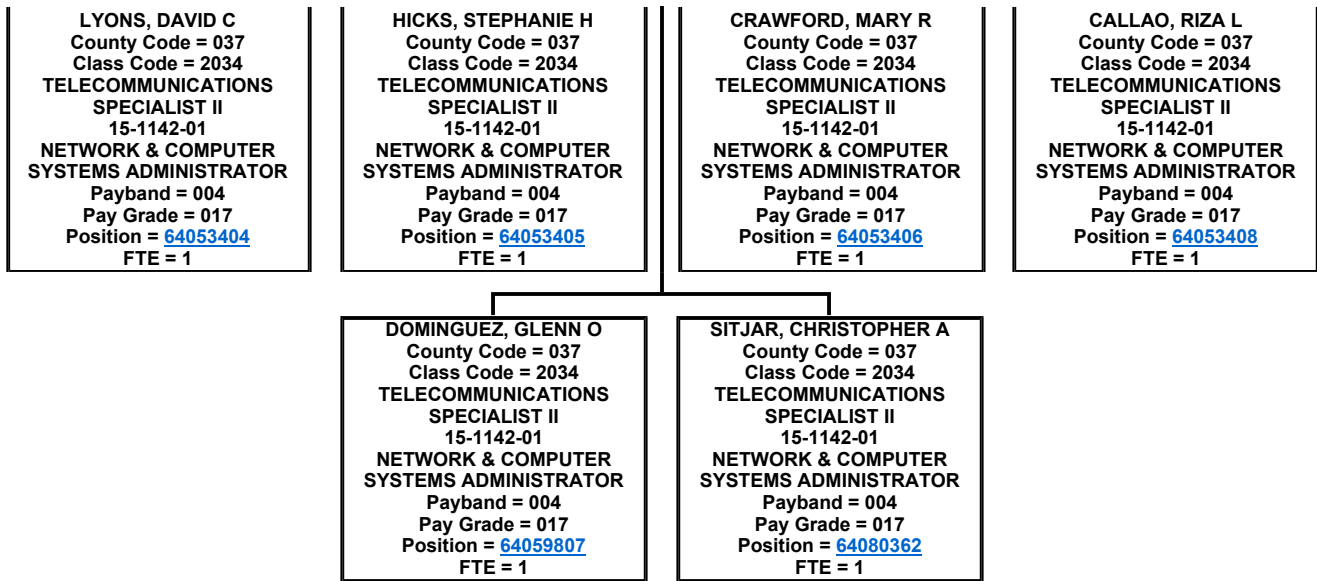 LYONS, DAVID C
County Code = 037
Class Code = 2034
TELECOMMUNICATIONS
SPECIALIST II
15-1142-01
NETWORK & COMPUTER
SYSTEMS ADMINISTRATOR
Payband = 004
Pay Grade = 017
Position = 64053404
FTE = 1
HICKS, STEPHANIE H
County Code = 037
Class Code = 2034
TELECOMMUNICATIONS
SPECIALIST II
15-1142-01
NETWORK & COMPUTER
SYSTEMS ADMINISTRATOR
Payband = 004
Pay Grade = 017
Position = 64053405
FTE = 1
CRAWFORD, MARY R
County Code = 037
Class Code = 2034
TELECOMMUNICATIONS
SPECIALIST II
15-1142-01
NETWORK & COMPUTER
SYSTEMS ADMINISTRATOR
Payband = 004
Pay Grade = 017
Position = 64053406
FTE = 1
CALLAO, RIZA L
County Code = 037
Class Code = 2034
TELECOMMUNICATIONS
SPECIALIST II
15-1142-01
NETWORK & COMPUTER
SYSTEMS ADMINISTRATOR
Payband = 004
Pay Grade = 017
Position = 64053408
FTE = 1
DOMINGUEZ, GLENN O
County Code = 037
Class Code = 2034
TELECOMMUNICATIONS
SPECIALIST II
15-1142-01
NETWORK & COMPUTER
SYSTEMS ADMINISTRATOR
Payband = 004
Pay Grade = 017
Position = 64059807
FTE = 1
SITJAR, CHRISTOPHER A
County Code = 037
Class Code = 2034
TELECOMMUNICATIONS
SPECIALIST II
15-1142-01
NETWORK & COMPUTER
SYSTEMS ADMINISTRATOR
Payband = 004
Pay Grade = 017
Position = 64080362
FTE = 1